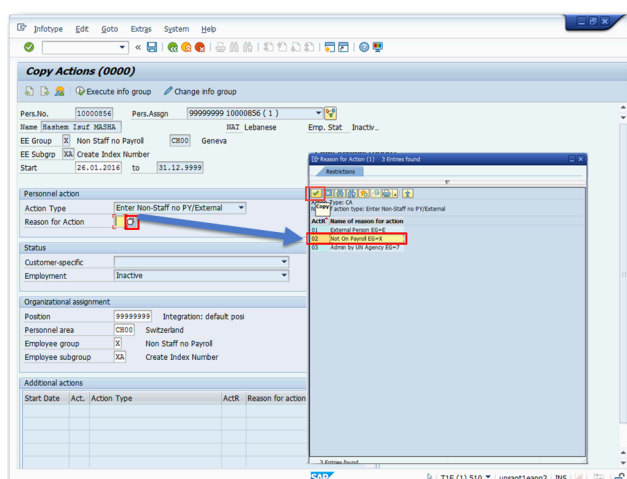 Infotype Edit Goto Extras System Help
Copy Actions (0000)
Execute info group Change info group
Pers.No. 10000856 Pers.Assgn 99999999 10000856 ( 1 )
Name Hashem Isuf MASHA NAT Lebanese Emp. Stat Inactiv..
EE Group X Non Staff no Payroll CH00 Geneva
EE Subgrp XA Create Index Number
Start 26.01.2016 to 31.12.9999
Personnel action
Action Type Enter Non-Staff no PY/External
Reason for Action
Status
Customer-specific
Employment Inactive
Organizational assignment
Position 99999999 Integration: default posi
Personnel area CH00 Switzerland
Employee group X Non Staff no Payroll
Employee subgroup XA Create Index Number
Additional actions
Start Date Act. Action Type ActR Reason for action
Reason for Action (1) 3 Entries found
Restrictions
Type: CA
action type: Enter Non-Staff no PY/External
Copy
ActR Name of reason for action
01 External Person EG=E
02 Not On Payroll EG=X
03 Admin by UN Agency EG=7
3 Entries found
SAP
T1E (1) 510 INS